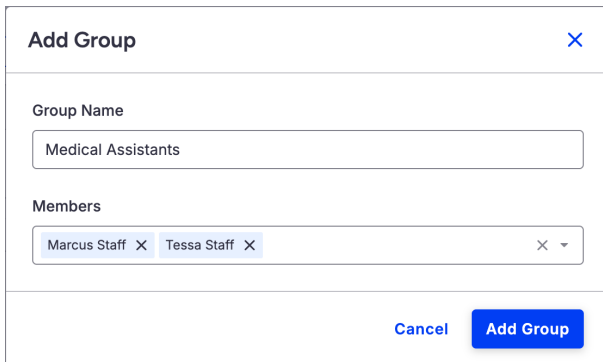 Add Group
Group Name
Medical Assistants
Members
Marcus Staff Tessa Staff
Cancel Add Group